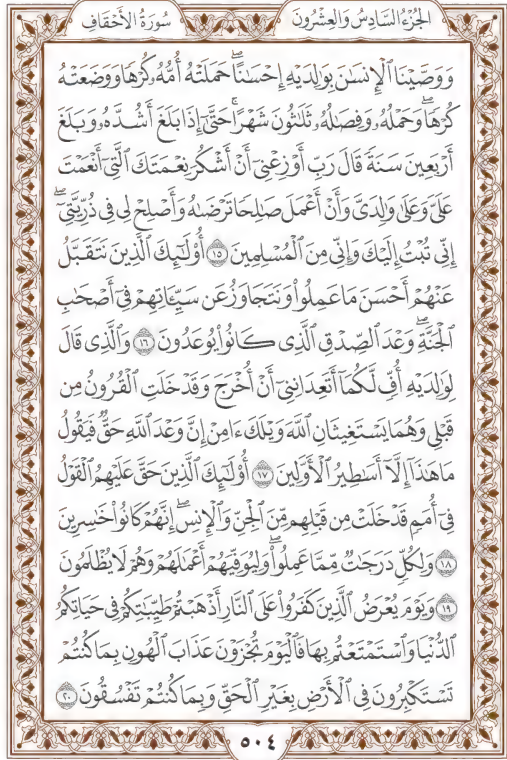 الجُزْءُ السَّادِسُ وَالعِشْرُونَ
سُورَةُ الأَحْقَافِ
وَوَصَّيْنَا ٱلْإِنسَٰنَ بِوَٰلِدَيْهِ إِحْسَٰنًا ۖ حَمَلَتْهُ أُمُّهُۥ كُرْهًا وَوَضَعَتْهُ
كُرْهًا ۖ وَحَمْلُهُۥ وَفِصَٰلُهُۥ ثَلَٰثُونَ شَهْرًا ۚ حَتَّىٰٓ إِذَا بَلَغَ أَشُدَّهُۥ وَبَلَغَ
أَرْبَعِينَ سَنَةً قَالَ رَبِّ أَوْزِعْنِىٓ أَنْ أَشْكُرَ نِعْمَتَكَ ٱلَّتِىٓ أَنْعَمْتَ
عَلَىَّ وَعَلَىٰ وَٰلِدَىَّ وَأَنْ أَعْمَلَ صَٰلِحًا تَرْضَىٰهُ وَأَصْلِحْ لِى فِى ذُرِّيَّتِىٓ ۖ
إِنِّى تُبْتُ إِلَيْكَ وَإِنِّى مِنَ ٱلْمُسْلِمِينَ ١٥ أُو۟لَٰٓئِكَ ٱلَّذِينَ نَتَقَبَّلُ
عَنْهُمْ أَحْسَنَ مَا عَمِلُوا۟ وَنَتَجَاوَزُ عَن سَيِّـَٔاتِهِمْ فِىٓ أَصْحَٰبِ
ٱلْجَنَّةِ ۖ وَعْدَ ٱلصِّدْقِ ٱلَّذِى كَانُوا۟ يُوعَدُونَ ١٦ وَٱلَّذِى قَالَ
لِوَٰلِدَيْهِ أُفٍّ لَّكُمَآ أَتَعِدَانِنِىٓ أَنْ أُخْرَجَ وَقَدْ خَلَتِ ٱلْقُرُونُ مِن
قَبْلِى وَهُمَا يَسْتَغِيثَانِ ٱللَّهَ وَيْلَكَ ءَامِنْ إِنَّ وَعْدَ ٱللَّهِ حَقٌّ فَيَقُولُ
مَا هَٰذَآ إِلَّآ أَسَٰطِيرُ ٱلْأَوَّلِينَ ١٧ أُو۟لَٰٓئِكَ ٱلَّذِينَ حَقَّ عَلَيْهِمُ ٱلْقَوْلُ
فِىٓ أُمَمٍ قَدْ خَلَتْ مِن قَبْلِهِم مِّنَ ٱلْجِنِّ وَٱلْإِنسِ ۖ إِنَّهُمْ كَانُوا۟ خَٰسِرِينَ
١٨ وَلِكُلٍّ دَرَجَٰتٌ مِّمَّا عَمِلُوا۟ ۖ وَلِيُوَفِّيَهُمْ أَعْمَٰلَهُمْ وَهُمْ لَا يُظْلَمُونَ
١٩ وَيَوْمَ يُعْرَضُ ٱلَّذِينَ كَفَرُوا۟ عَلَى ٱلنَّارِ أَذْهَبْتُمْ طَيِّبَٰتِكُمْ فِى حَيَاتِكُمُ
ٱلدُّنْيَا وَٱسْتَمْتَعْتُم بِهَا فَٱلْيَوْمَ تُجْزَوْنَ عَذَابَ ٱلْهُونِ بِمَا كُنتُمْ
تَسْتَكْبِرُونَ فِى ٱلْأَرْضِ بِغَيْرِ ٱلْحَقِّ وَبِمَا كُنتُمْ تَفْسُقُونَ ٢٠
٥٠٤